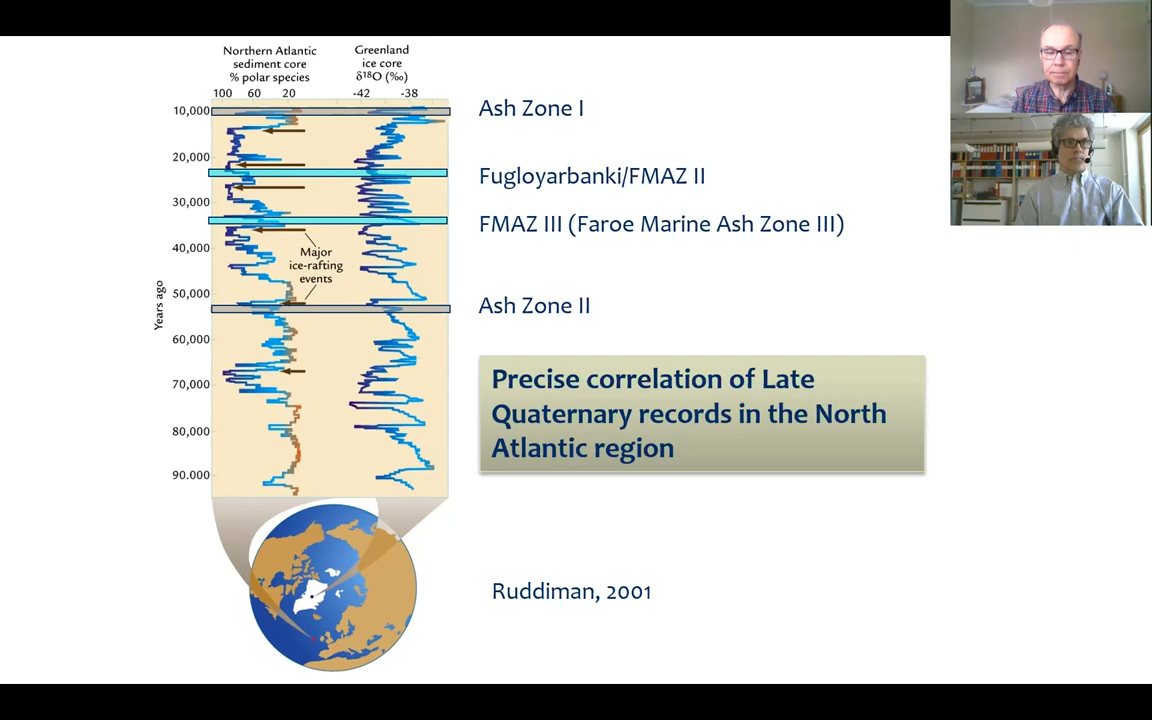 Northern Atlantic
sediment core
% polar species
Greenland
ice core
δ18O (‰)
100 60 20
-42 -38
10,000
20,000
30,000
40,000
50,000
60,000
70,000
80,000
90.000
Years ago
Major
ice-rafting
events
Ash Zone I
Fugloyarbanki/FMAZ II
FMAZ III (Faroe Marine Ash Zone III)
Ash Zone II
Precise correlation of Late
Quaternary records in the North
Atlantic region
Ruddiman, 2001